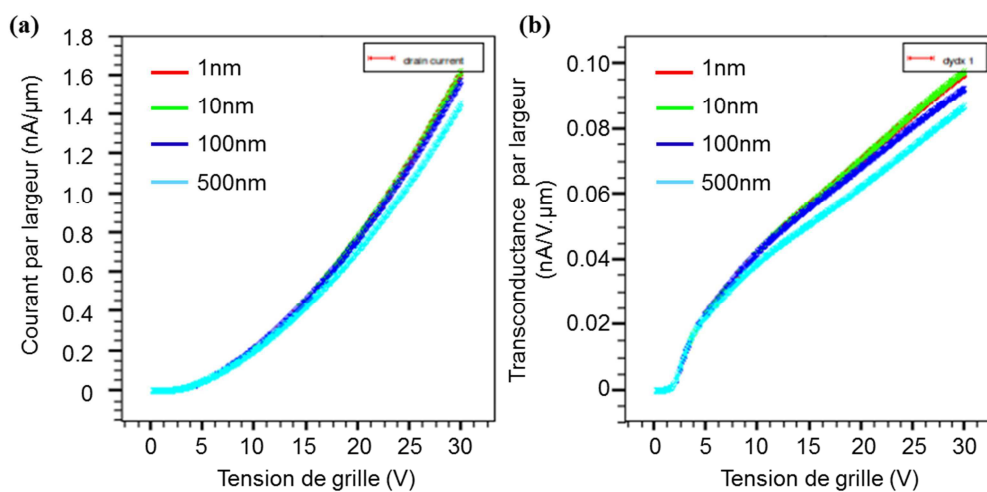 (a)
Courant par largeur (nA/µm)
1.8
1.6
1.4
1.2
1.0
0.8
0.6
0.4
0.2
0
drain current
1nm
10nm
100nm
500nm
0 5 10 15 20 25 30
Tension de grille (V)
(b)
Transconductance par largeur
(nA/V.µm)
0.10
0.08
0.06
0.04
0.02
0
dydx 1
1nm
10nm
100nm
500nm
0 5 10 15 20 25 30
Tension de grille (V)